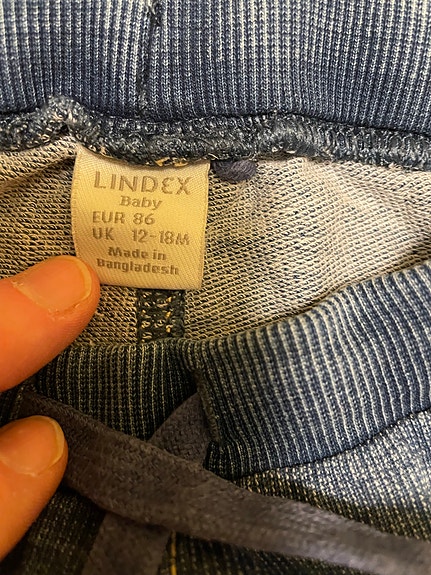 LINDEX
Baby
EUR 86
UK 12-18M
Made in
Bangladesh